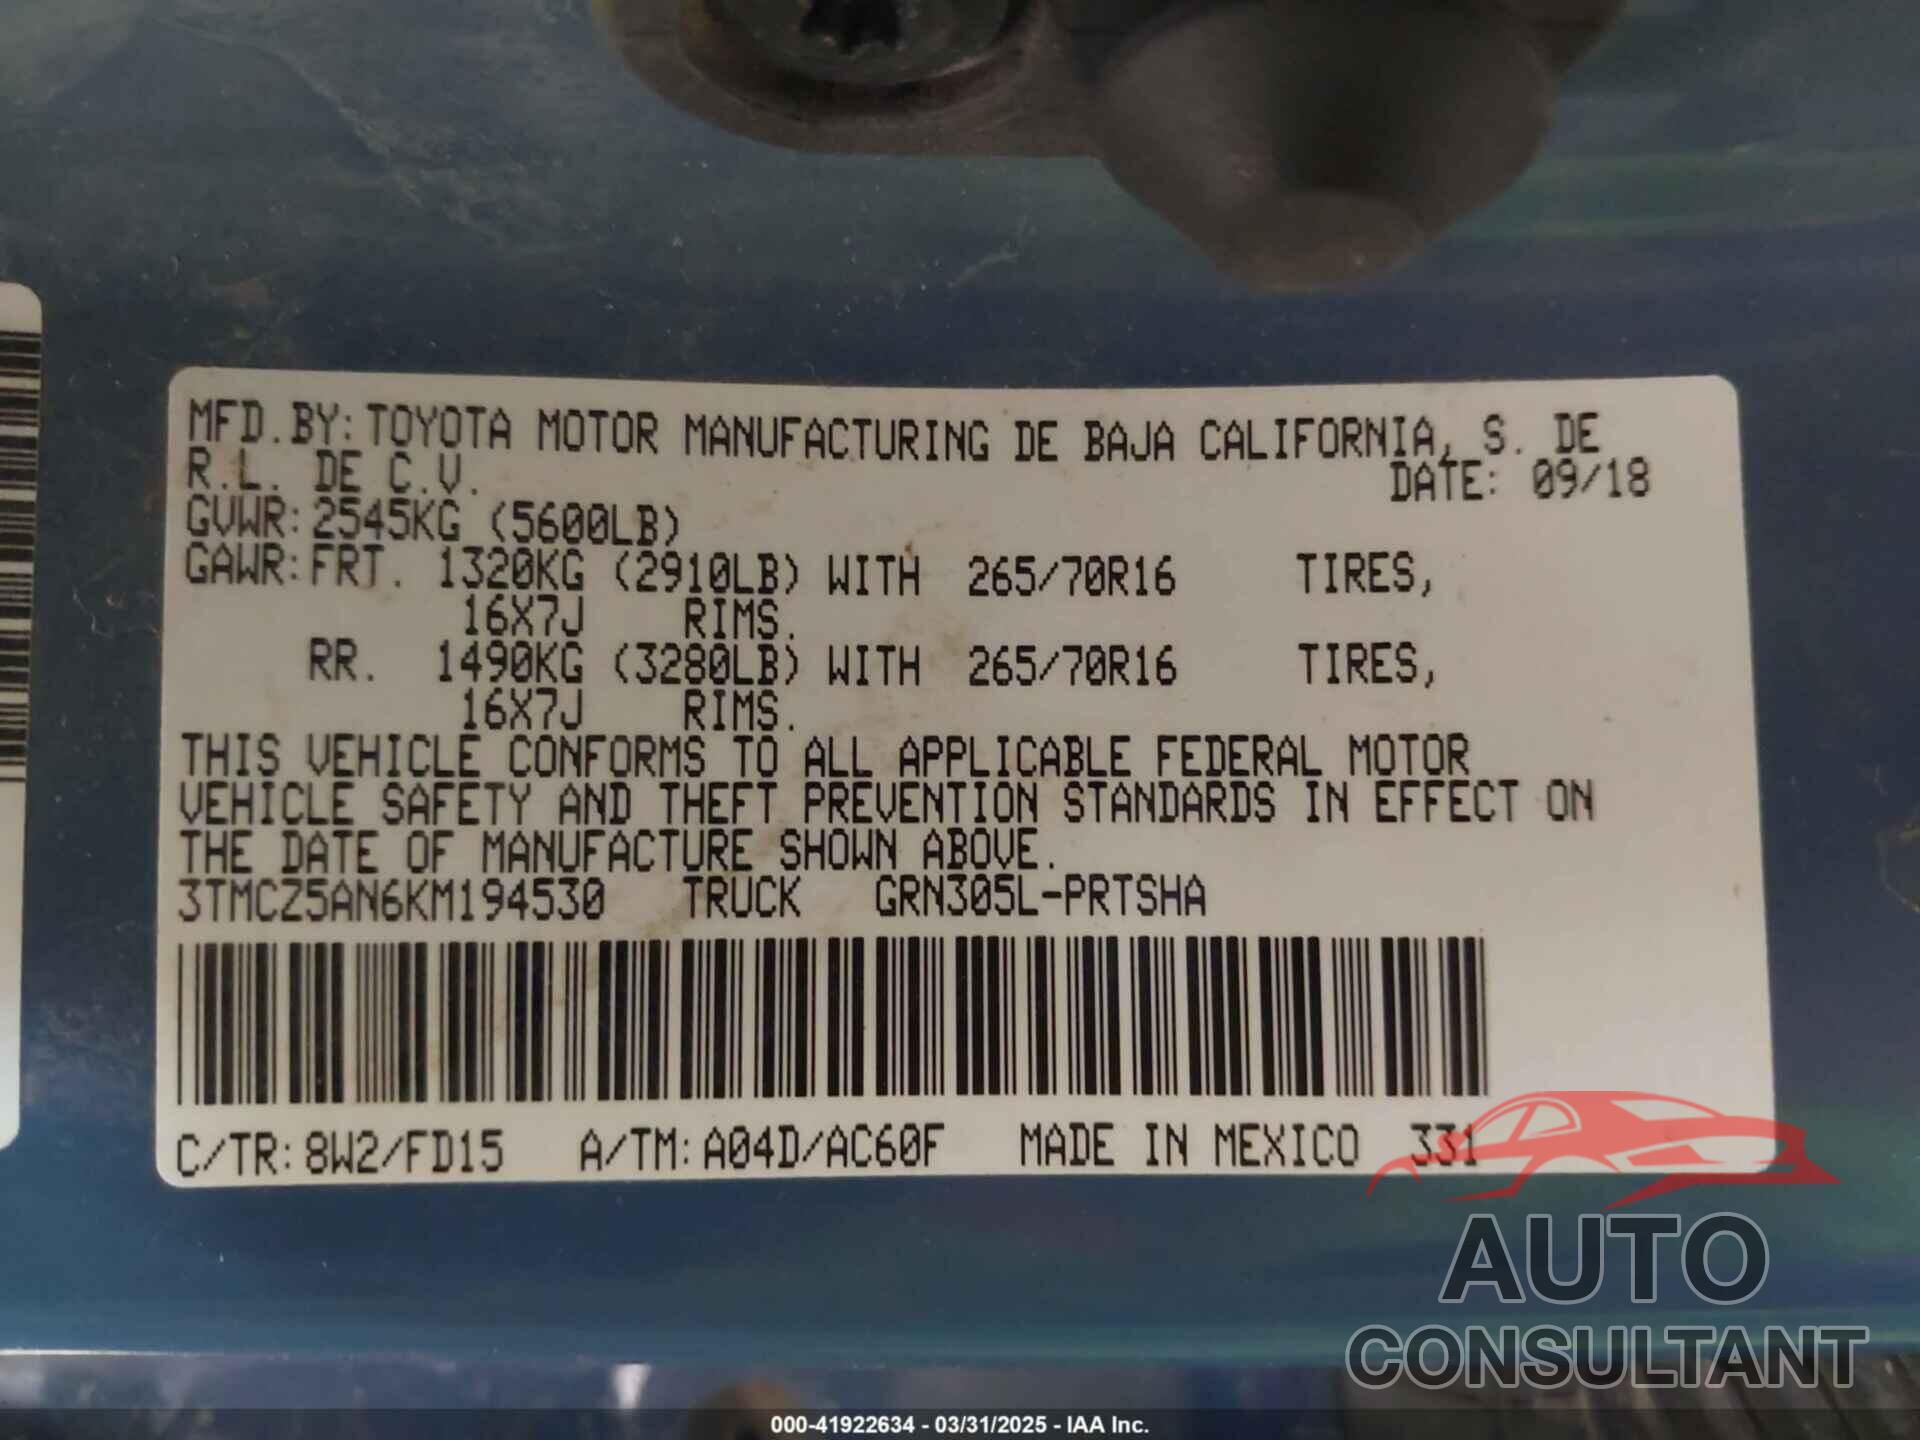 MFD.BY:TOYOTA MOTOR MANUFACTURING DE BAJA CALIFORNIA, S. DE
R.L. DE C.V. DATE: 09/18
GVWR:2545KG (5600LB)
GAWR:FRT. 1320KG (2910LB) WITH 265/70R16 TIRES,
16X7J RIMS.
RR. 1490KG (3280LB) WITH 265/70R16 TIRES,
16X7J RIMS.
THIS VEHICLE CONFORMS TO ALL APPLICABLE FEDERAL MOTOR
VEHICLE SAFETY AND THEFT PREVENTION STANDARDS IN EFFECT ON
THE DATE OF MANUFACTURE SHOWN ABOVE.
3TMCZ5AN6KM194530 TRUCK GRN305L-PRTSHA
C/TR:8W2/FD15 A/TM:A04D/AC60F MADE IN MEXICO 331
AUTO
CONSULTANT
000-41922634 - 03/31/2025 - IAA Inc.